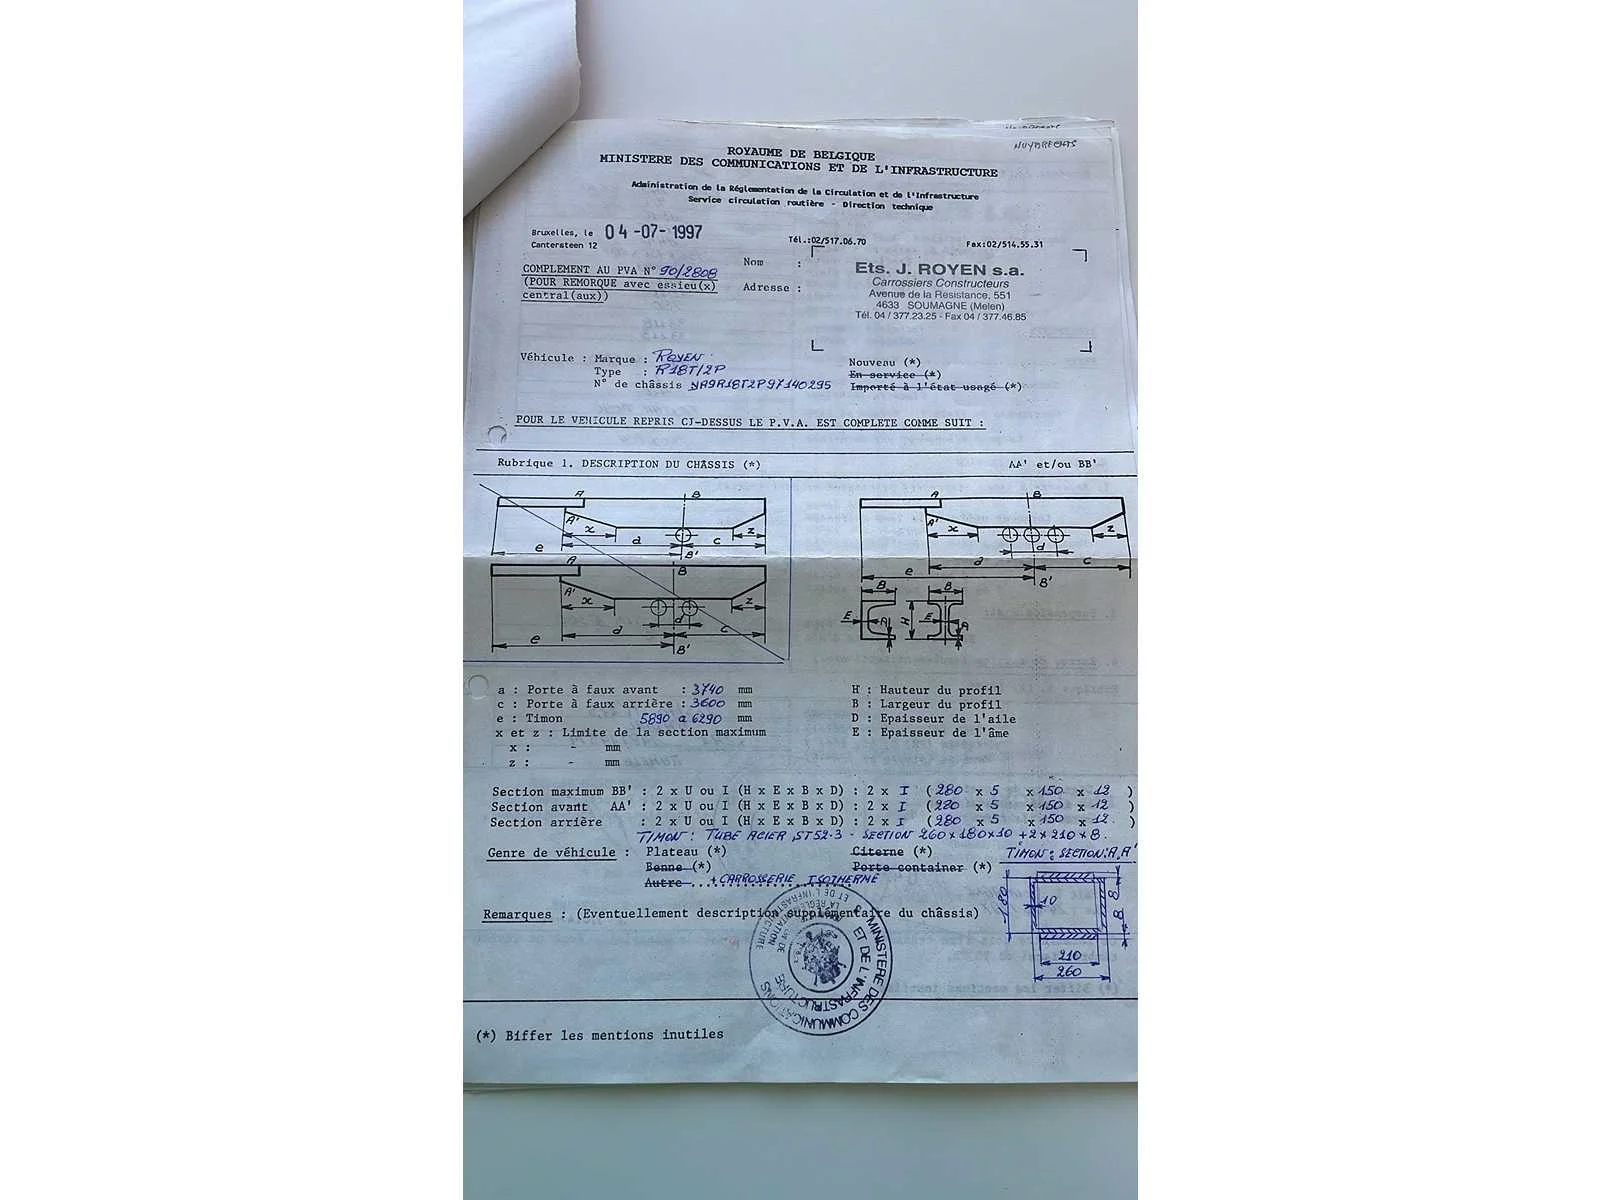 NUYDRECHTS
ROYAUME DE BELGIQUE
MINISTERE DES COMMUNICATIONS ET DE L'INFRASTRUCTURE
Administration de la Réglementation de la Circulation et de l'Infrastructure
Service circulation routière - Direction technique
Bruxelles, le 04-07-1997 Tél.:02/517.06.70 Fax:02/514.55.31
Cantersteen 12
COMPLEMENT AU PVA N° 90/2808
(POUR REMORQUE avec essieu(x)
central(aux))
Nom :
Adresse :
Ets. J. ROYEN s.a.
Carrossiers Constructeurs
Avenue de la Resistance, 551
4633 SOUMAGNE (Melen)
Tél. 04 / 377.23.25 - Fax 04 / 377.46.85
Véhicule : Marque : ROYEN
Type : R18T/2P
N° de châssis YA9R18T2P97140295
Nouveau (*)
En service (*)
Importé à l'état usagé (*)
POUR LE VEHICULE REPRIS CI-DESSUS LE P.V.A. EST COMPLETE COMME SUIT :
Rubrique 1. DESCRIPTION DU CHÂSSIS (*) AA' et/ou BB'
A B
A' x z
d c
e B'
A B
A' x z
d
d c
e B'
A B
A' x z
d
d c
e B'
B B
E A H E A
a : Porte à faux avant : 3740 mm
c : Porte à faux arrière : 3600 mm
e : Timon 5890 a 6290 mm
x et z : Limite de la section maximum
x : - mm
z : - mm
H : Hauteur du profil
B : Largeur du profil
D : Epaisseur de l'aile
E : Epaisseur de l'âme
Section maximum BB' : 2 x U ou I (H x E x B x D) : 2 x I (280 x 5 x 150 x 12 )
Section avant AA' : 2 x U ou I (H x E x B x D) : 2 x I (280 x 5 x 150 x 12 )
Section arrière : 2 x U ou I (H x E x B x D) : 2 x I (280 x 5 x 150 x 12. )
TIMON: TUBE ACIER ST52.3 - SECTION 260x180x10 +2x210x8.
Genre de véhicule : Plateau (*) Citerne (*)
Benne (*) Porte container (*)
Autre ...+CARROSSERIE ISOTHERME
TIMON: SECTION:A.A'
180 10 8 8
210
260
Remarques : (Eventuellement description supplémentaire du châssis)
MINISTERE DES COMMUNICATIONS ET DE L'INFRASTRUCTURE
(*) Biffer les mentions inutiles